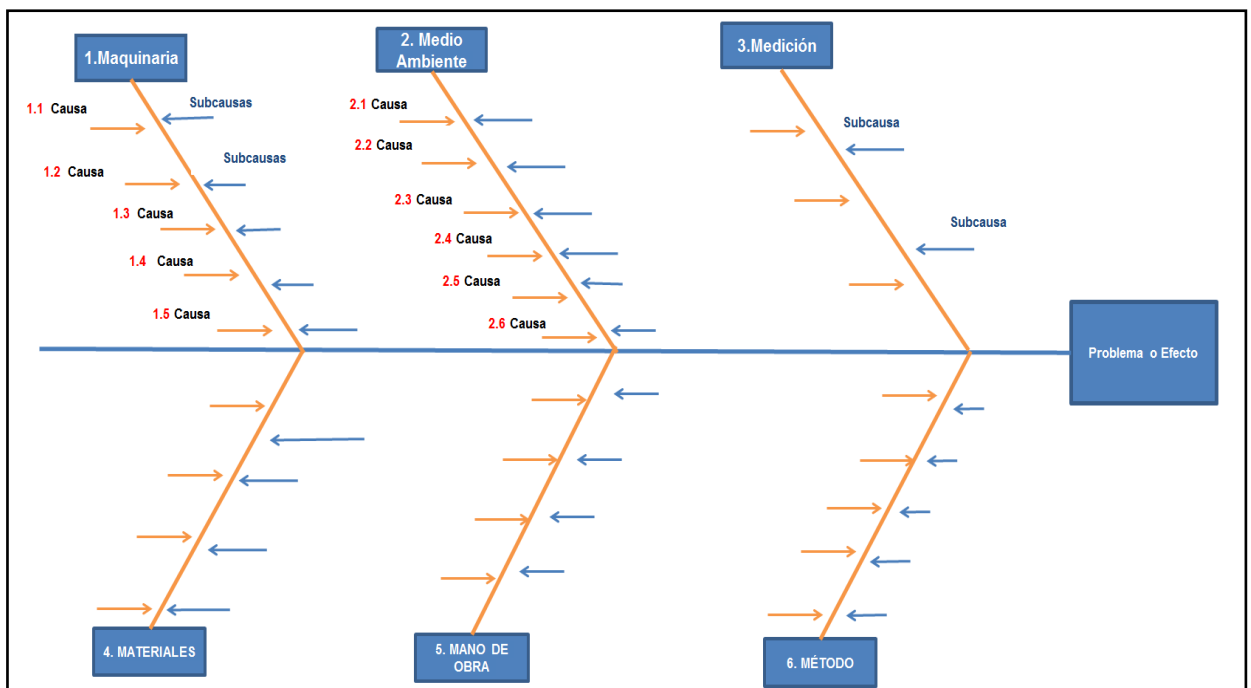 1.Maquinaria
2. Medio
Ambiente
3.Medición
1.1 Causa
Subcausas
1.2 Causa
Subcausas
1.3 Causa
1.4 Causa
1.5 Causa
2.1 Causa
2.2 Causa
2.3 Causa
2.4 Causa
2.5 Causa
2.6 Causa
Subcausa
Subcausa
Problema o Efecto
4. MATERIALES
5. MANO DE
OBRA
6. MÉTODO